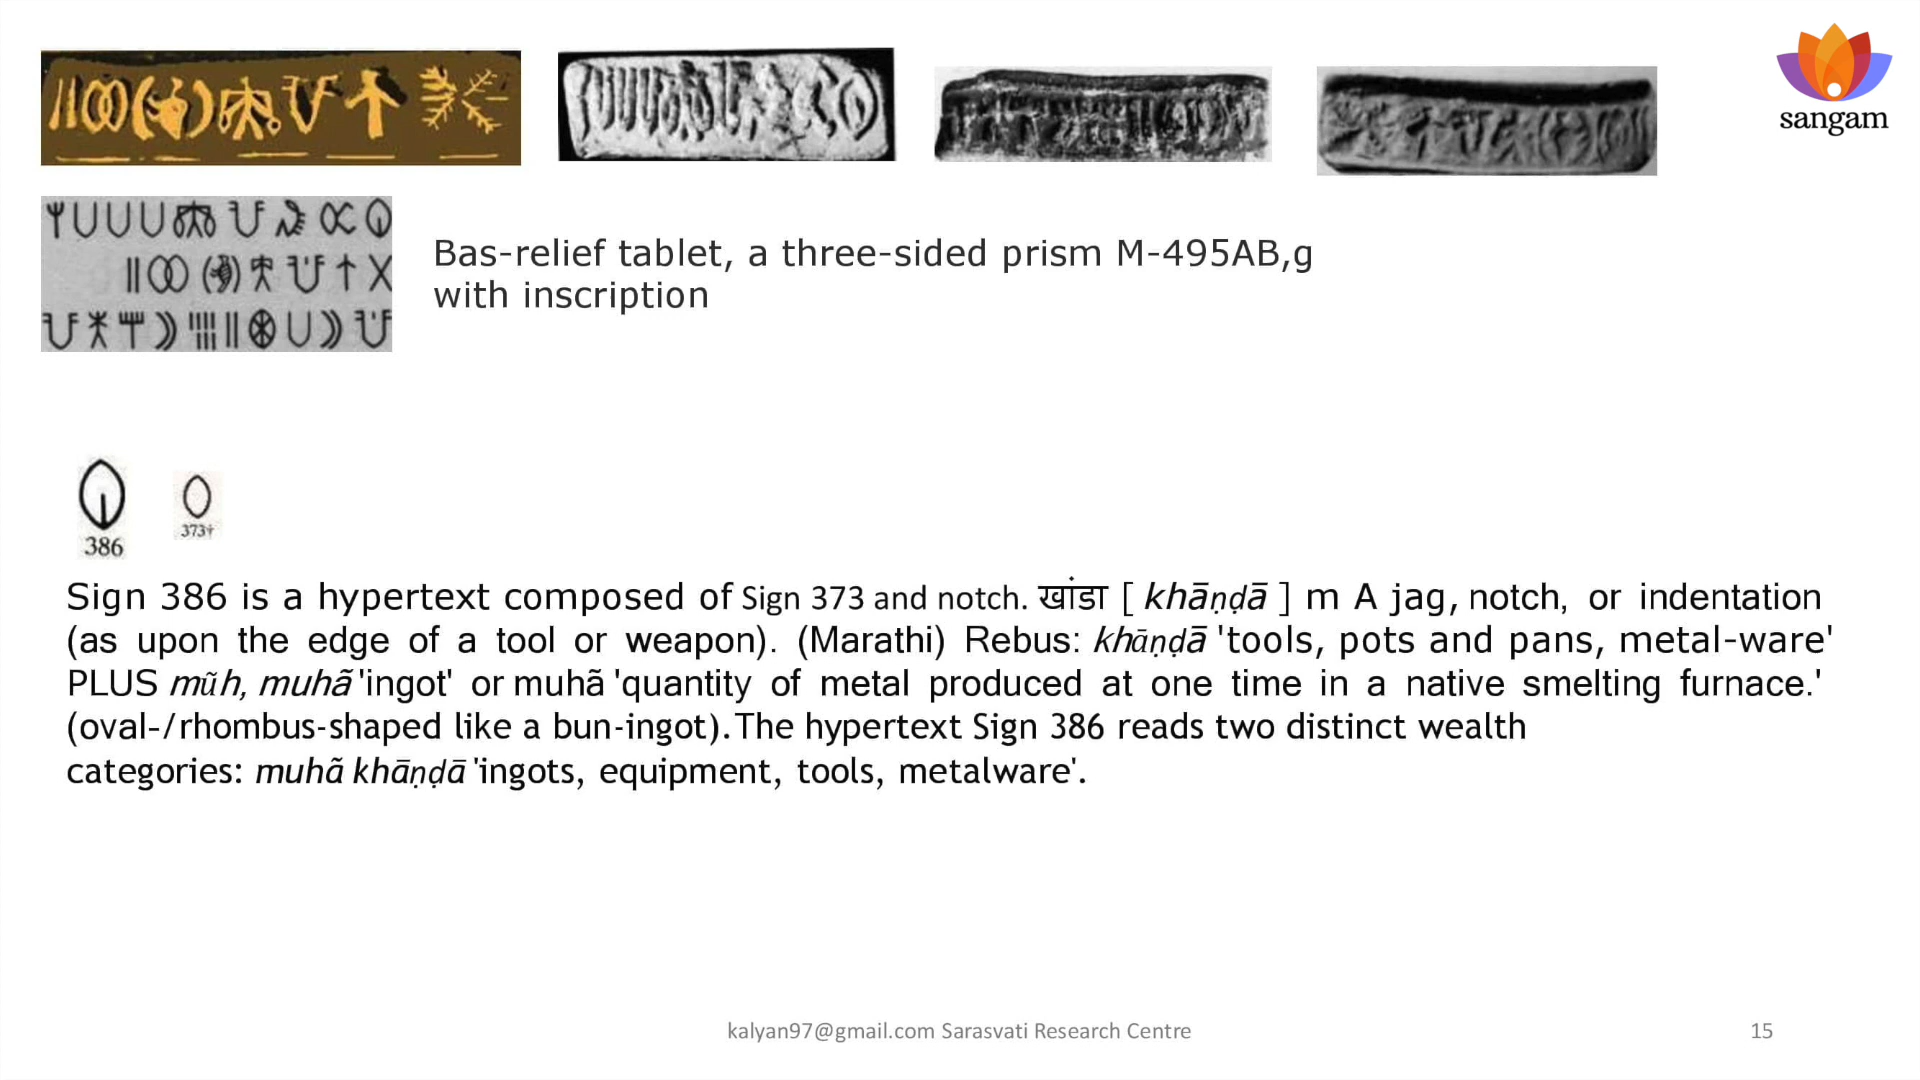 sangam
Bas-relief tablet, a three-sided prism M-495AB,g
with inscription
386
373†
Sign 386 is a hypertext composed of Sign 373 and notch. खांडा [ khāṇḍā ] m A jag, notch, or indentation
(as upon the edge of a tool or weapon). (Marathi) Rebus: khāṇḍā 'tools, pots and pans, metal-ware'
PLUS mũh, muhã 'ingot' or muhã 'quantity of metal produced at one time in a native smelting furnace.'
(oval-/rhombus-shaped like a bun-ingot).The hypertext Sign 386 reads two distinct wealth
categories: muhã khāṇḍā 'ingots, equipment, tools, metalware'.
kalyan97@gmail.com Sarasvati Research Centre
15